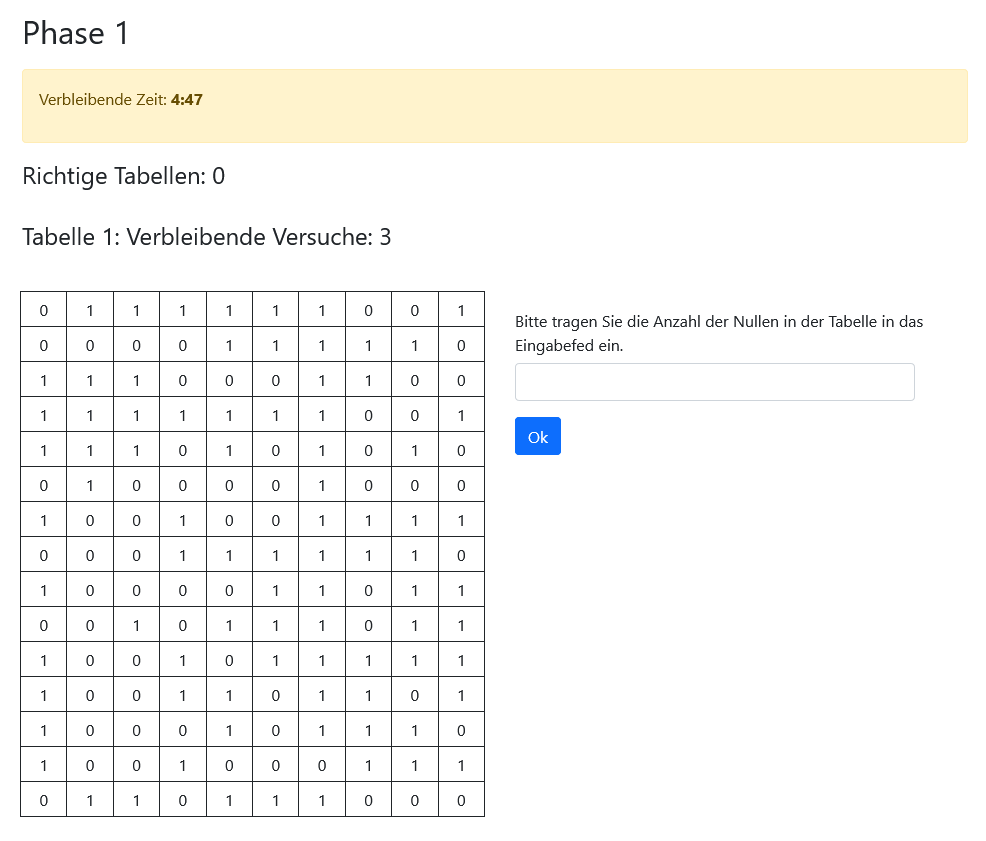 Phase 1
Verbleibende Zeit: 4:47
Richtige Tabellen: 0
Tabelle 1: Verbleibende Versuche: 3
0 1 1 1 1 1 1 0 0 1
0 0 0 0 1 1 1 1 1 0
1 1 1 0 0 0 1 1 0 0
1 1 1 1 1 1 1 0 0 1
1 1 1 0 1 0 1 0 1 0
0 1 0 0 0 0 1 0 0 0
1 0 0 1 0 0 1 1 1 1
0 0 0 1 1 1 1 1 1 0
1 0 0 0 0 1 1 0 1 1
0 0 1 0 1 1 1 0 1 1
1 0 0 1 0 1 1 1 1 1
1 0 0 1 1 0 1 1 0 1
1 0 0 0 1 0 1 1 1 0
1 0 0 1 0 0 0 1 1 1
0 1 1 0 1 1 1 0 0 0
Bitte tragen Sie die Anzahl der Nullen in der Tabelle in das
Eingabefed ein.
Ok